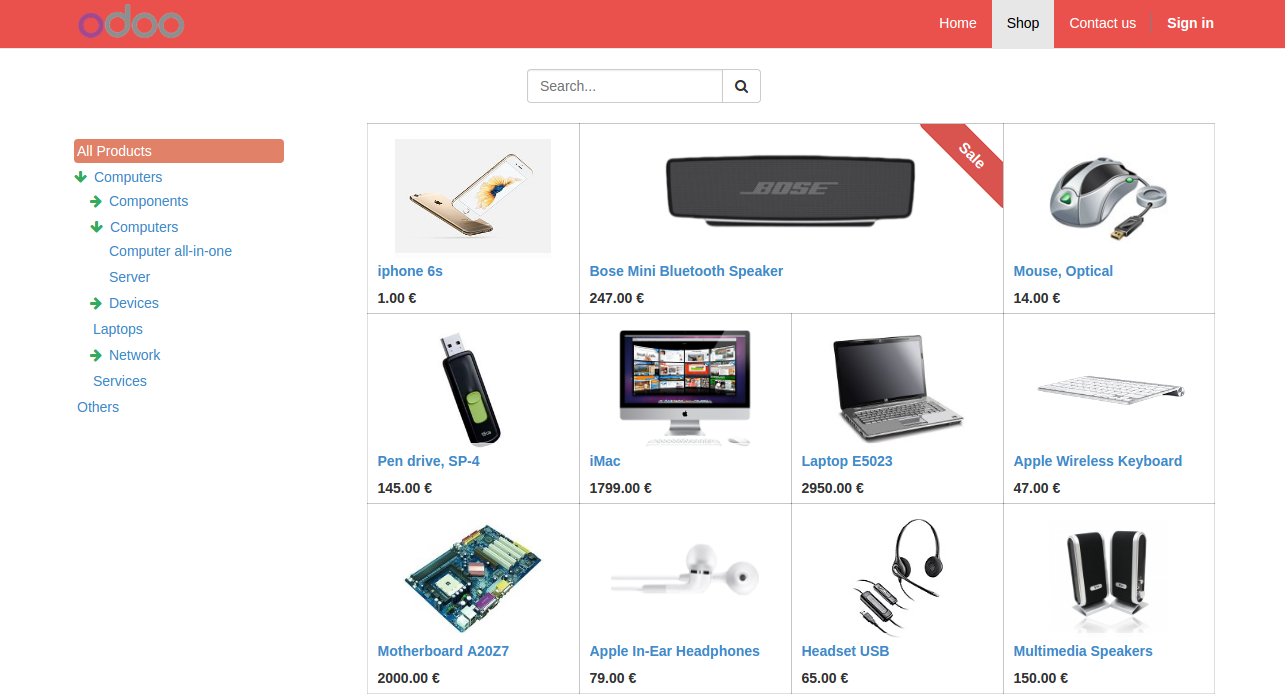 odoo
Home
Shop
Contact us
Sign in
Search...
All Products
Computers
Components
Computers
Computer all-in-one
Server
Devices
Laptops
Network
Services
Others
iphone 6s
1.00 €
BOSE
Sale
Bose Mini Bluetooth Speaker
247.00 €
Mouse, Optical
14.00 €
Pen drive, SP-4
145.00 €
iMac
1799.00 €
Laptop E5023
2950.00 €
Apple Wireless Keyboard
47.00 €
Motherboard A20Z7
2000.00 €
Apple In-Ear Headphones
79.00 €
Headset USB
65.00 €
Multimedia Speakers
150.00 €